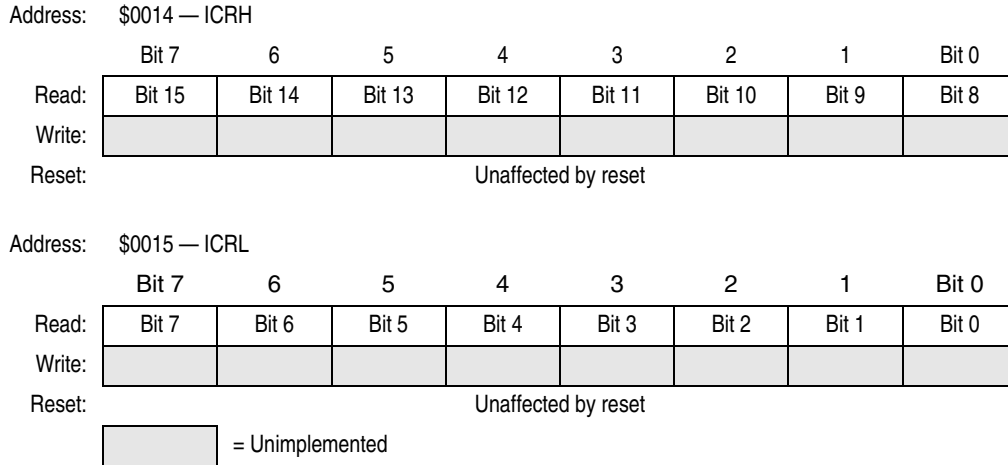 Address: $0014 — ICRH
Bit 7 6 5 4 3 2 1 Bit 0
Read: Bit 15 Bit 14 Bit 13 Bit 12 Bit 11 Bit 10 Bit 9 Bit 8
Write:
Reset: Unaffected by reset
Address: $0015 — ICRL
Bit 7 6 5 4 3 2 1 Bit 0
Read: Bit 7 Bit 6 Bit 5 Bit 4 Bit 3 Bit 2 Bit 1 Bit 0
Write:
Reset: Unaffected by reset
= Unimplemented